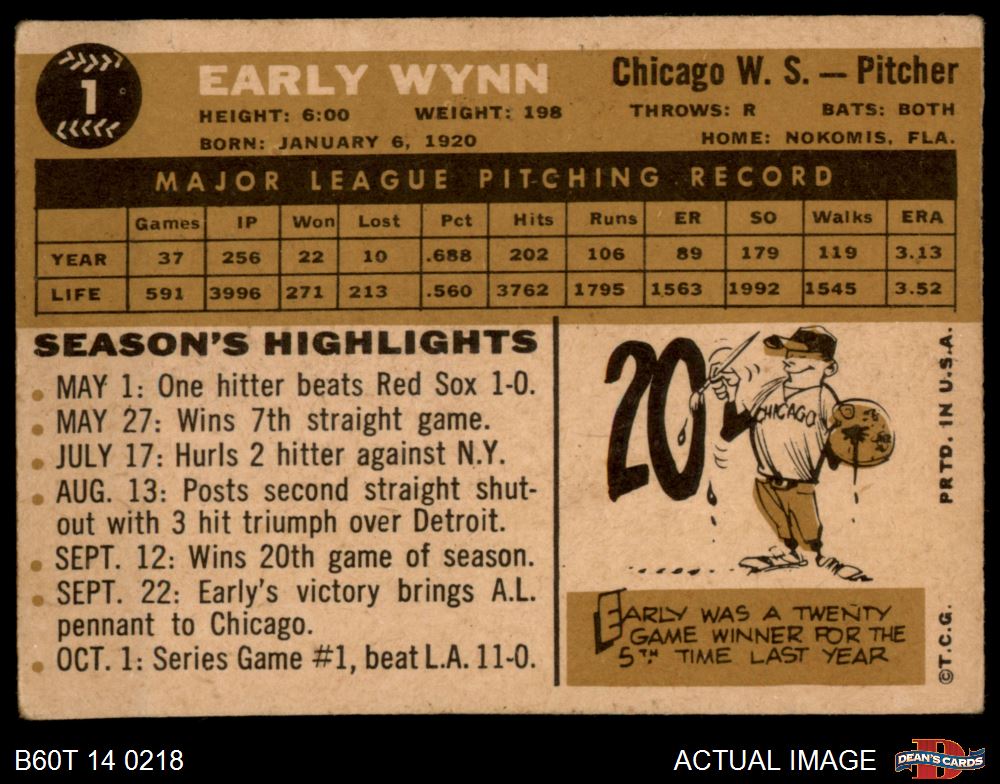 1
EARLY WYNN
Chicago W. S. — Pitcher
HEIGHT: 6:00 WEIGHT: 198 THROWS: R BATS: BOTH
BORN: JANUARY 6, 1920 HOME: NOKOMIS, FLA.
MAJOR LEAGUE PITCHING RECORD
Games IP Won Lost Pct Hits Runs ER SO Walks ERA
YEAR 37 256 22 10 .688 202 106 89 179 119 3.13
LIFE 591 3996 271 213 .560 3762 1795 1563 1992 1545 3.52
SEASON'S HIGHLIGHTS
• MAY 1: One hitter beats Red Sox 1-0.
• MAY 27: Wins 7th straight game.
• JULY 17: Hurls 2 hitter against N.Y.
• AUG. 13: Posts second straight shut-
out with 3 hit triumph over Detroit.
• SEPT. 12: Wins 20th game of season.
• SEPT. 22: Early's victory brings A.L.
pennant to Chicago.
• OCT. 1: Series Game #1, beat L.A. 11-0.
20
CHICAGO
EARLY WAS A TWENTY
GAME WINNER FOR THE
5TH TIME LAST YEAR
PRTD. IN U.S.A.
©T.C.G.
B60T 14 0218
ACTUAL IMAGE
D
DEAN'S CARDS